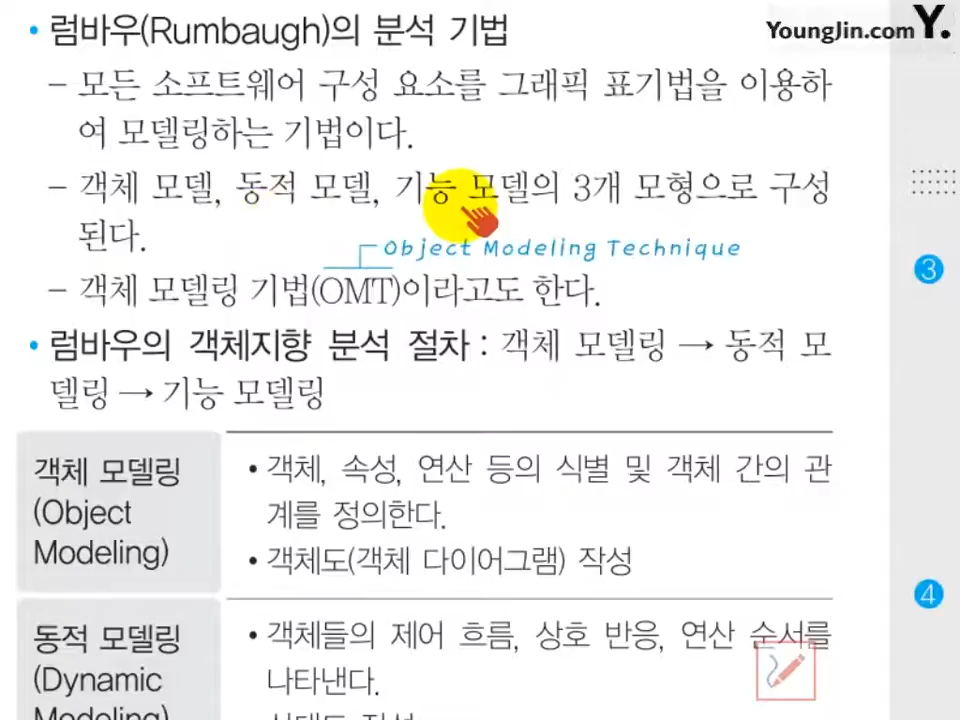 • 럼바우(Rumbaugh)의 분석 기법
YoungJin.com Y.
– 모든 소프트웨어 구성 요소를 그래픽 표기법을 이용하
여 모델링하는 기법이다.
– 객체 모델, 동적 모델, 기능 모델의 3개 모형으로 구성
된다.
Object Modeling Technique
– 객체 모델링 기법(OMT)이라고도 한다.
3
• 럼바우의 객체지향 분석 절차 : 객체 모델링 → 동적 모
델링 → 기능 모델링
객체 모델링
(Object
Modeling)
• 객체, 속성, 연산 등의 식별 및 객체 간의 관
계를 정의한다.
• 객체도(객체 다이어그램) 작성
4
동적 모델링
(Dynamic
Modeling)
• 객체들의 제어 흐름, 상호 반응, 연산 순서를
나타낸다.